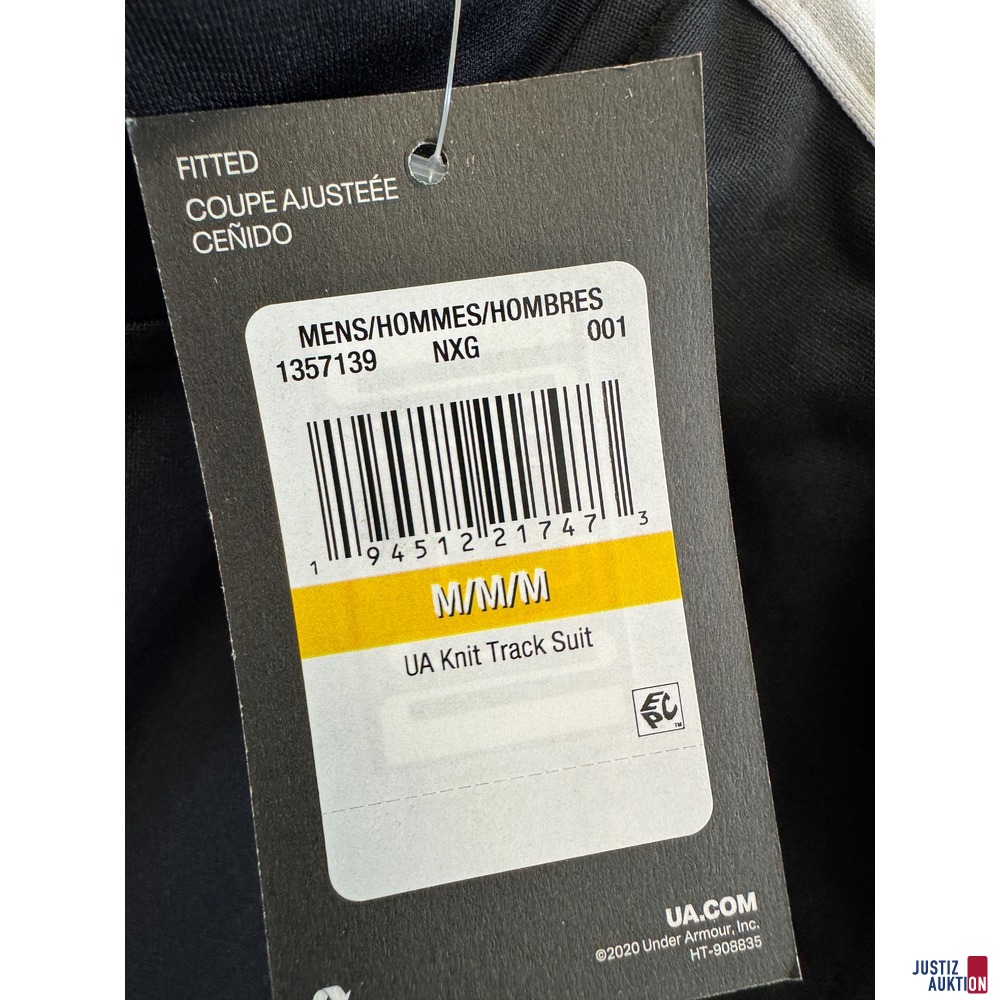 FITTED
COUPE AJUSTEÉE
CEÑIDO
MENS/HOMMES/HOMBRES
1357139 NXG 001
1 94512 21747 3
M/M/M
UA Knit Track Suit
EPC TM
UA.COM
©2020 Under Armour, Inc.
HT-908835
JUSTIZ
AUKTION